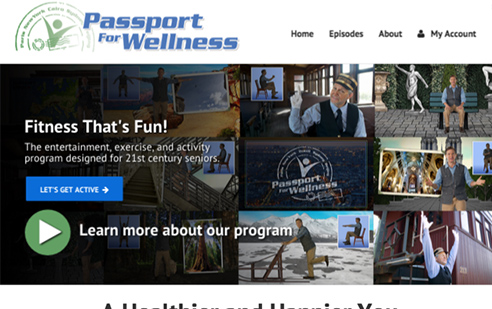 Passport
For Wellness
Home Episodes About My Account
Fitness That's Fun!
The entertainment, exercise, and activity
program designed for 21st century seniors.
LET'S GET ACTIVE →
Passport
For Wellness
Learn more about our program
A Healthier and Happier You